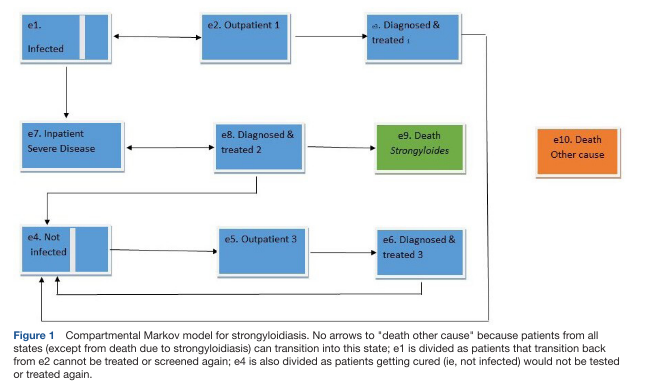 e1.
Infected
e2. Outpatient 1
e3. Diagnosed &
treated 1
e7. Inpatient
Severe Disease
e8. Diagnosed &
treated 2
e9. Death
Strongyloides
e10. Death
Other cause
e4. Not
infected
e5. Outpatient 3
e6. Diagnosed &
treated 3
Figure 1 Compartmental Markov model for strongyloidiasis. No arrows to "death other cause" because patients from all
states (except from death due to strongyloidiasis) can transition into this state; e1 is divided as patients that transition back
from e2 cannot be treated or screened again; e4 is also divided as patients getting cured (ie, not infected) would not be tested
or treated again.